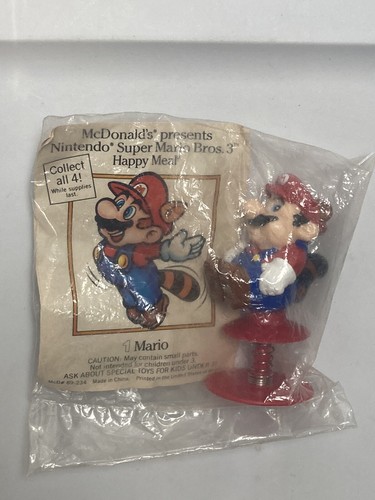 McDonald's® presents
Nintendo® Super Mario Bros. 3™
Happy Meal®
Collect
all 4!
While supplies
last.
1 Mario
CAUTION: May contain small parts.
Not intended for children under 3.
ASK ABOUT SPECIAL TOYS FOR KIDS UNDER
Made in China. Printed in